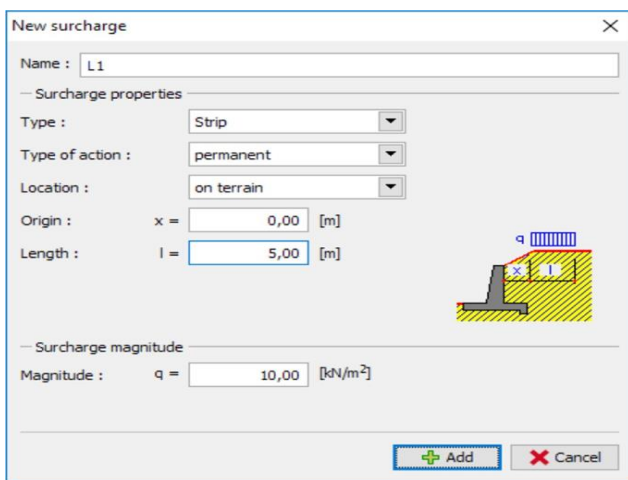 New surcharge
Name : L1
Surcharge properties
Type : Strip
Type of action : permanent
Location : on terrain
Origin : x = 0,00 [m]
Length : l = 5,00 [m]
q
x l
Surcharge magnitude
Magnitude : q = 10,00 [kN/m²]
Add Cancel